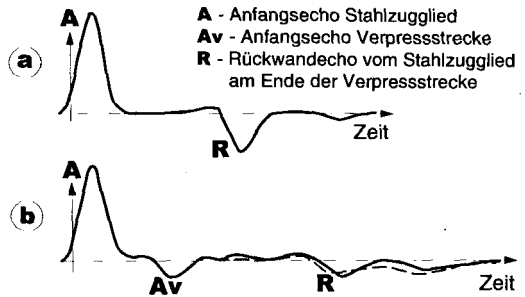 A - Anfangsecho Stahlzugglied
Av - Anfangsecho Verpressstrecke
R - Rückwandecho vom Stahlzugglied
am Ende der Verpressstrecke
A
a
R
Zeit
A
b
Av
R
Zeit